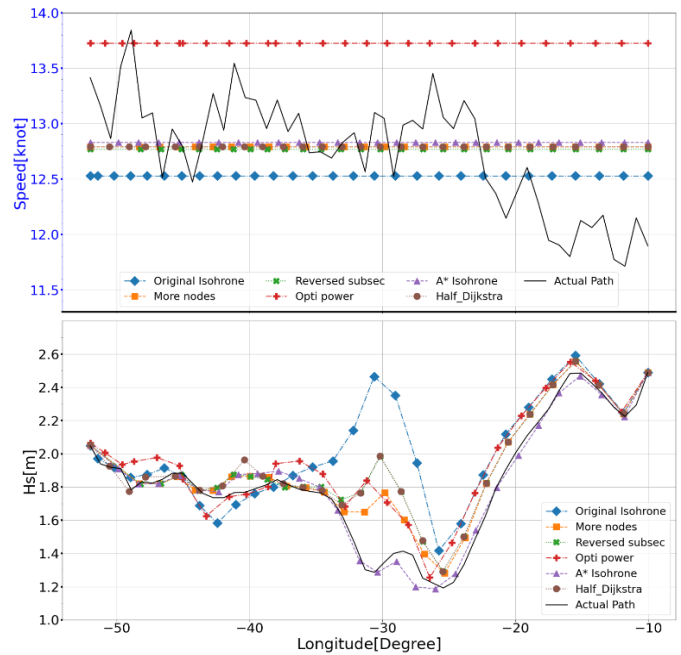 14.0
13.5
13.0
12.5
12.0
11.5
Speed[knot]
Original Isohrone
More nodes
Reversed subsec
Opti power
A* Isohrone
Half_Dijkstra
Actual Path
2.6
2.4
2.2
2.0
1.8
1.6
1.4
1.2
1.0
Hs[m]
Original Isohrone
More nodes
Reversed subsec
Opti power
A* Isohrone
Half_Dijkstra
Actual Path
−50 −40 −30 −20 −10
Longitude[Degree]